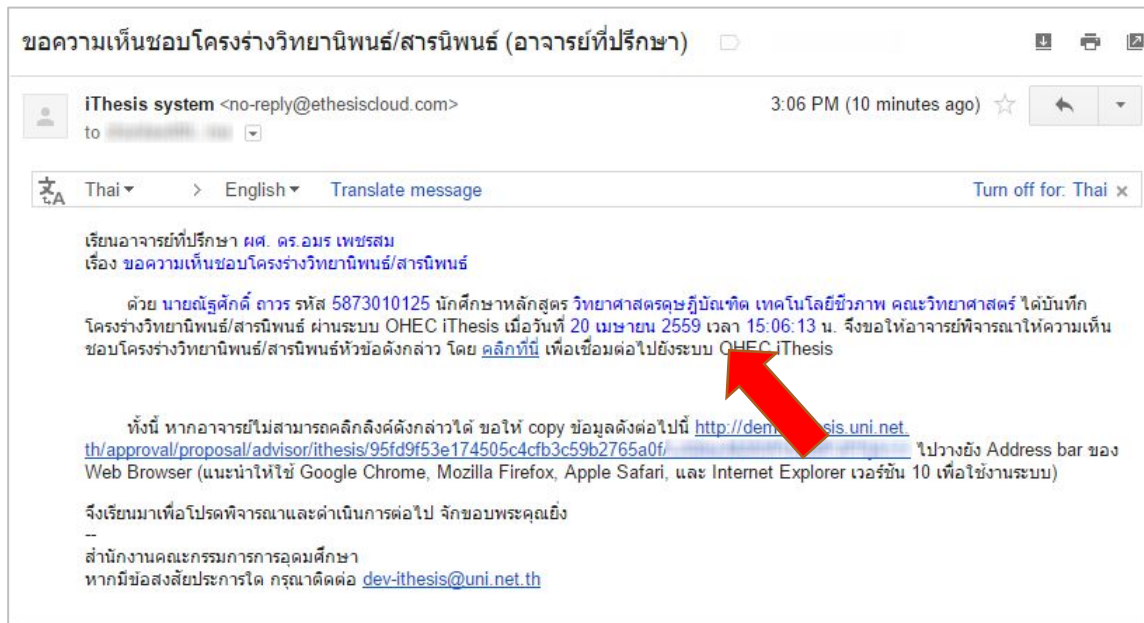 ขอความเห็นชอบโครงร่างวิทยานิพนธ์/สารนิพนธ์ (อาจารย์ที่ปรึกษา)
iThesis system <no-reply@ethesiscloud.com>
3:06 PM (10 minutes ago)
to
Thai > English Translate message
Turn off for: Thai x
เรียนอาจารย์ที่ปรึกษา ผศ. ดร.อมร เพชรสม
เรื่อง ขอความเห็นชอบโครงร่างวิทยานิพนธ์/สารนิพนธ์
ด้วย นายณัฐศักดิ์ ถาวร รหัส 5873010125 นักศึกษาหลักสูตร วิทยาศาสตรดุษฎีบัณฑิต เทคโนโลยีชีวภาพ คณะวิทยาศาสตร์ ได้บันทึก
โครงร่างวิทยานิพนธ์/สารนิพนธ์ ผ่านระบบ OHEC iThesis เมื่อวันที่ 20 เมษายน 2559 เวลา 15:06:13 น. จึงขอให้อาจารย์พิจารณาให้ความเห็น
ชอบโครงร่างวิทยานิพนธ์/สารนิพนธ์หัวข้อดังกล่าว โดย คลิกที่นี่ เพื่อเชื่อมต่อไปยังระบบ OHEC iThesis
ทั้งนี้ หากอาจารย์ไม่สามารถคลิกลิงค์ดังกล่าวได้ ขอให้ copy ข้อมูลดังต่อไปนี้ http://dem sis.uni.net.
th/approval/proposal/advisor/ithesis/95fd9f53e174505c4cfb3c59b2765a0f/ ไปวางยัง Address bar ของ
Web Browser (แนะนำให้ใช้ Google Chrome, Mozilla Firefox, Apple Safari, และ Internet Explorer เวอร์ชัน 10 เพื่อใช้งานระบบ)
จึงเรียนมาเพื่อโปรดพิจารณาและดำเนินการต่อไป จักขอบพระคุณยิ่ง
--
สำนักงานคณะกรรมการการอุดมศึกษา
หากมีข้อสงสัยประการใด กรุณาติดต่อ dev-ithesis@uni.net.th